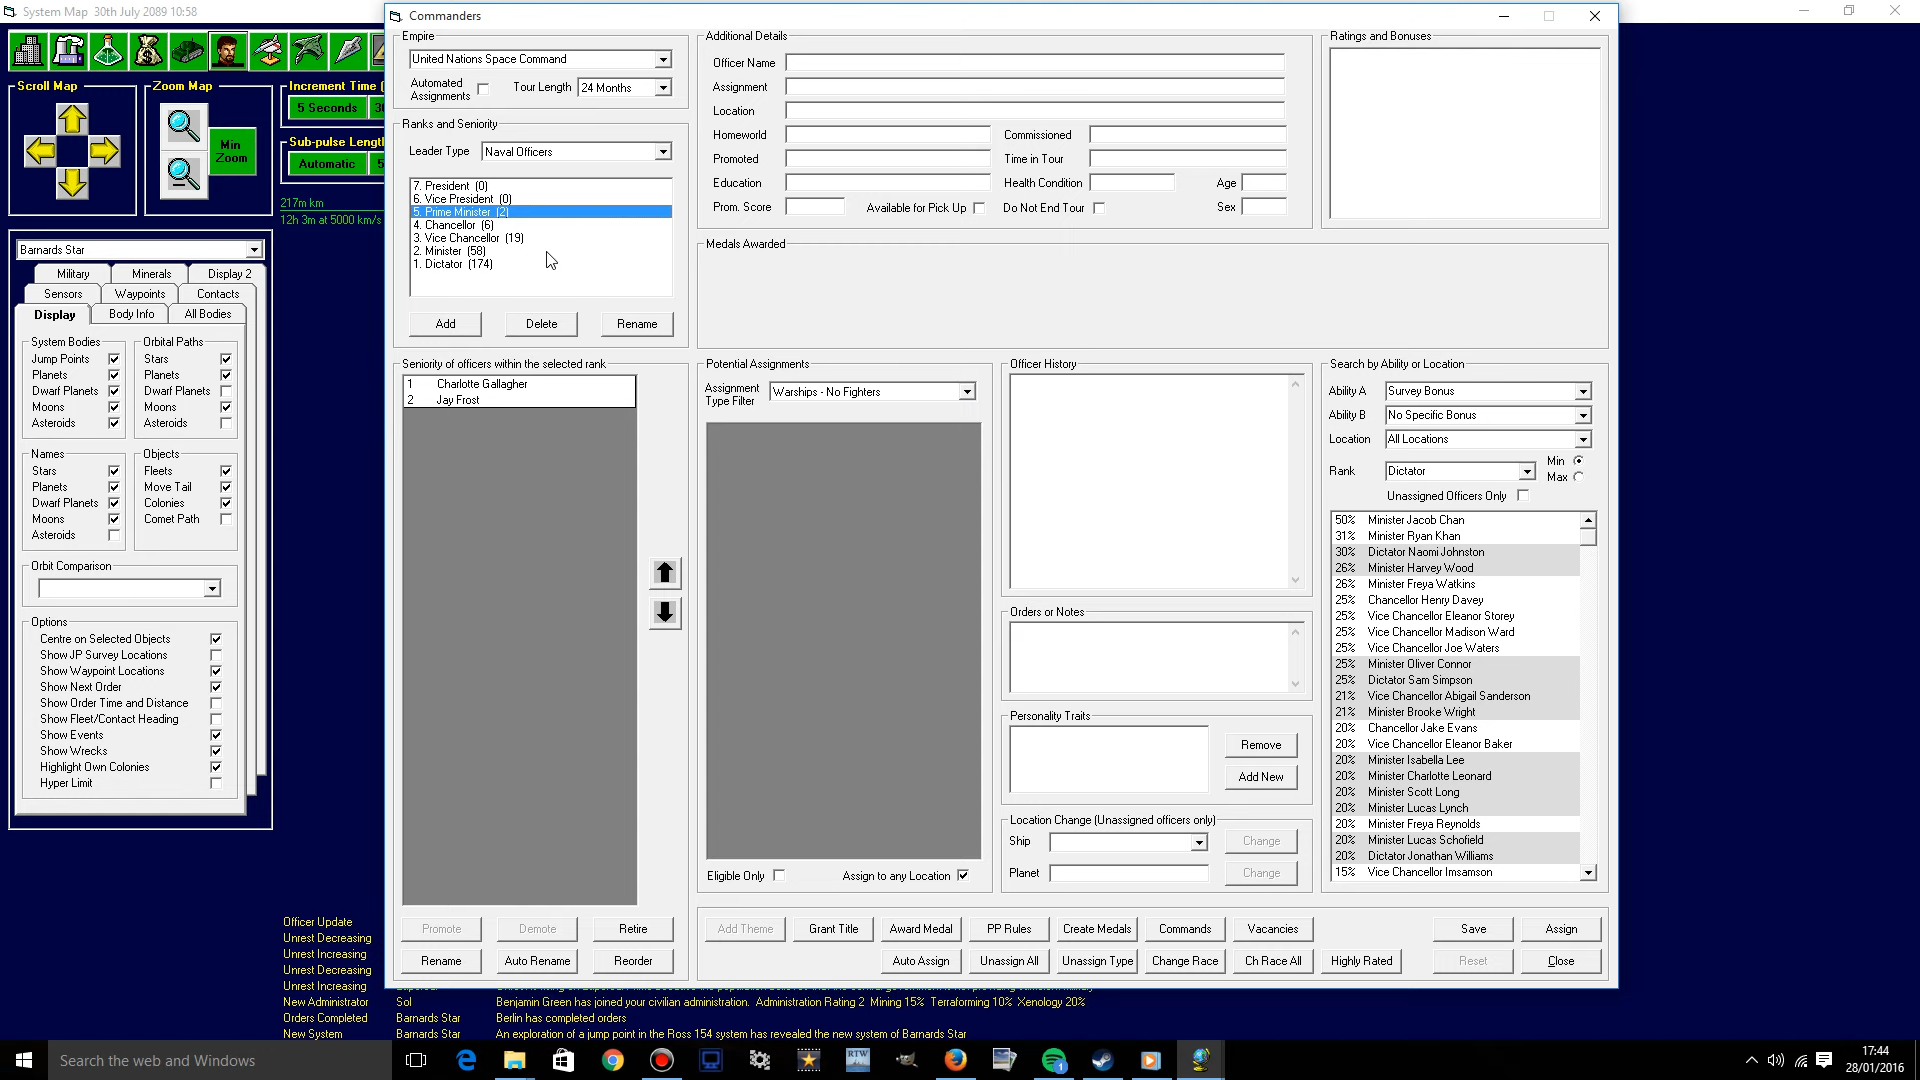 System Map  30th July 2089 10:58
Scroll Map
Zoom Map
Min
Zoom
Increment Time (
5 Seconds
Sub-pulse Length
Automatic
217m km
12h 3m at 5000 km/s
Barnards Star
Military
Minerals
Display 2
Sensors
Waypoints
Contacts
Display
Body Info
All Bodies
System Bodies
Jump Points
Planets
Dwarf Planets
Moons
Asteroids
Orbital Paths
Stars
Planets
Dwarf Planets
Moons
Asteroids
Names
Stars
Planets
Dwarf Planets
Moons
Asteroids
Objects
Fleets
Move Tail
Colonies
Comet Path
Orbit Comparison
Options
Centre on Selected Objects
Show JP Survey Locations
Show Waypoint Locations
Show Next Order
Show Order Time and Distance
Show Fleet/Contact Heading
Show Events
Show Wrecks
Highlight Own Colonies
Hyper Limit
Commanders
Empire
United Nations Space Command
Automated
Assignments
Tour Length
24 Months
Ranks and Seniority
Leader Type
Naval Officers
7. President  (0)
6. Vice President  (0)
5. Prime Minister  (2)
4. Chancellor  (6)
3. Vice Chancellor  (19)
2. Minister  (58)
1. Dictator  (174)
Add
Delete
Rename
Seniority of officers within the selected rank
1 Charlotte Gallagher
2 Jay Frost
Promote
Demote
Retire
Rename
Auto Rename
Reorder
Additional Details
Officer Name
Assignment
Location
Homeworld
Commissioned
Promoted
Time in Tour
Education
Health Condition
Age
Prom. Score
Available for Pick Up
Do Not End Tour
Sex
Medals Awarded
Potential Assignments
Assignment
Type Filter
Warships - No Fighters
Eligible Only
Assign to any Location
Officer History
Orders or Notes
Personality Traits
Remove
Add New
Location Change (Unassigned officers only)
Ship
Change
Planet
Change
Ratings and Bonuses
Search by Ability or Location
Ability A
Survey Bonus
Ability B
No Specific Bonus
Location
All Locations
Rank
Dictator
Min
Max
Unassigned Officers Only
50% Minister Jacob Chan
31% Minister Ryan Khan
30% Dictator Naomi Johnston
26% Minister Harvey Wood
26% Minister Freya Watkins
25% Chancellor Henry Davey
25% Vice Chancellor Eleanor Storey
25% Vice Chancellor Madison Ward
25% Vice Chancellor Joe Waters
25% Minister Oliver Connor
25% Dictator Sam Simpson
21% Vice Chancellor Abigail Sanderson
21% Minister Brooke Wright
20% Chancellor Jake Evans
20% Vice Chancellor Eleanor Baker
20% Minister Isabella Lee
20% Minister Charlotte Leonard
20% Minister Scott Long
20% Minister Lucas Lynch
20% Minister Freya Reynolds
20% Minister Lucas Schofield
20% Dictator Jonathan Williams
15% Vice Chancellor Imsamson
Add Theme
Grant Title
Award Medal
PP Rules
Create Medals
Commands
Vacancies
Save
Assign
Auto Assign
Unassign All
Unassign Type
Change Race
Ch Race All
Highly Rated
Reset
Close
Officer Update
Unrest Decreasing
Unrest Increasing
Unrest Decreasing
Unrest Increasing
New Administrator Sol Benjamin Green has joined your civilian administration.  Administration Rating 2  Mining 15%  Terraforming 10%  Xenology 20%
Orders Completed Barnards Star Berlin has completed orders
New System Barnards Star An exploration of a jump point in the Ross 154 system has revealed the new system of Barnards Star
Search the web and Windows
RTW
1
17:44
28/01/2016